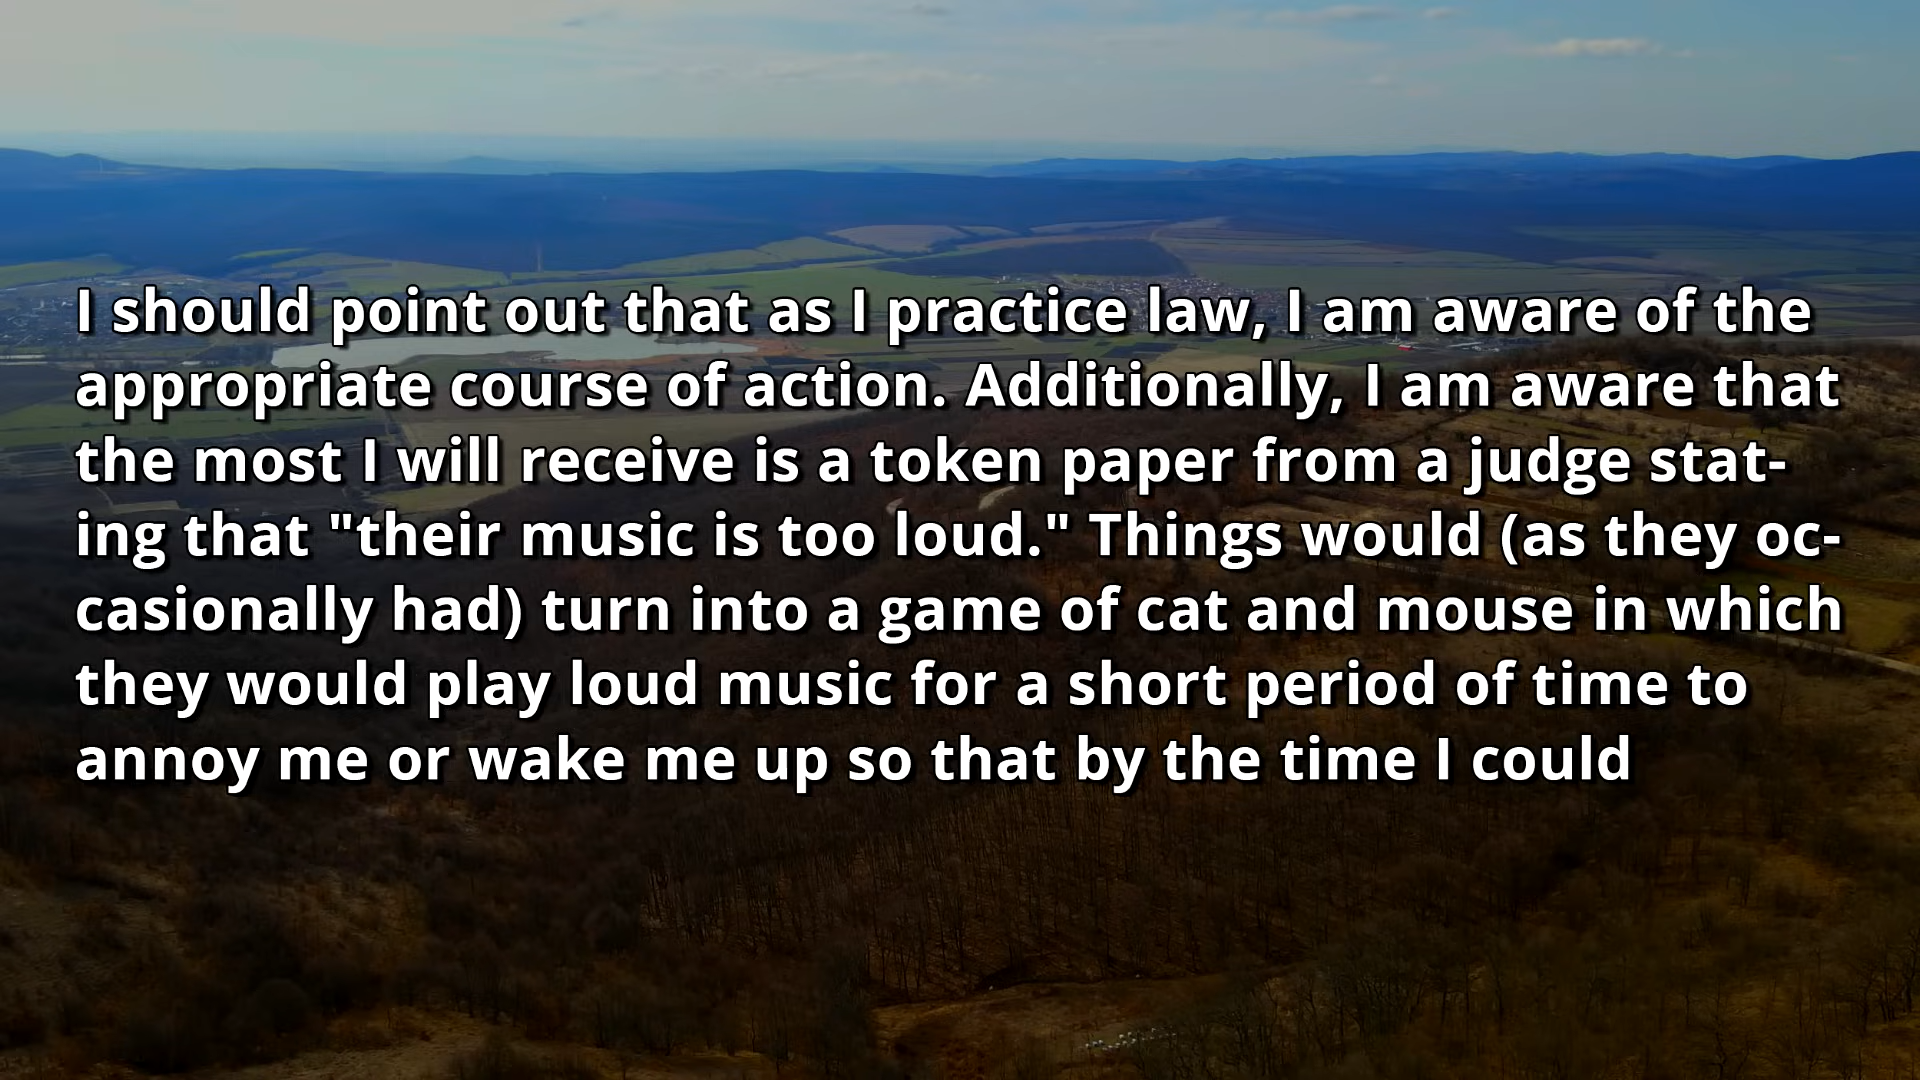 I should point out that as I practice law, I am aware of the
appropriate course of action. Additionally, I am aware that
the most I will receive is a token paper from a judge stat-
ing that "their music is too loud." Things would (as they oc-
casionally had) turn into a game of cat and mouse in which
they would play loud music for a short period of time to
annoy me or wake me up so that by the time I could